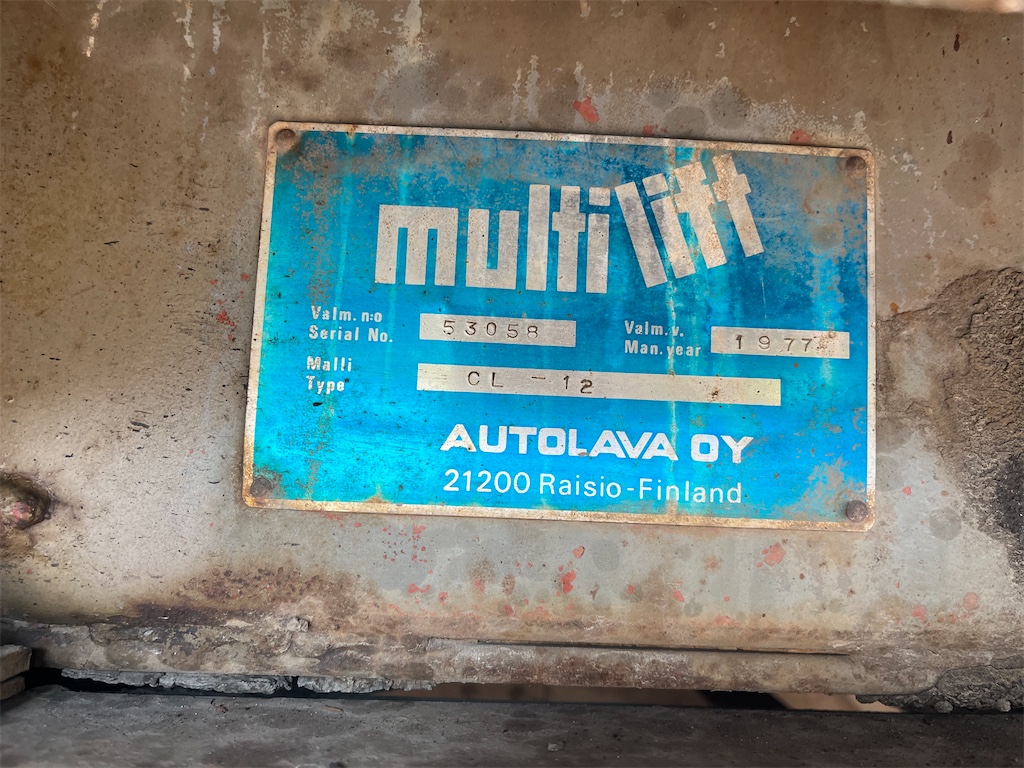 multilift
Valm. n:o
Serial No. 53058
Valm. v.
Man. year 1977
Malli
Type CL-12
AUTOLAVA OY
21200 Raisio-Finland